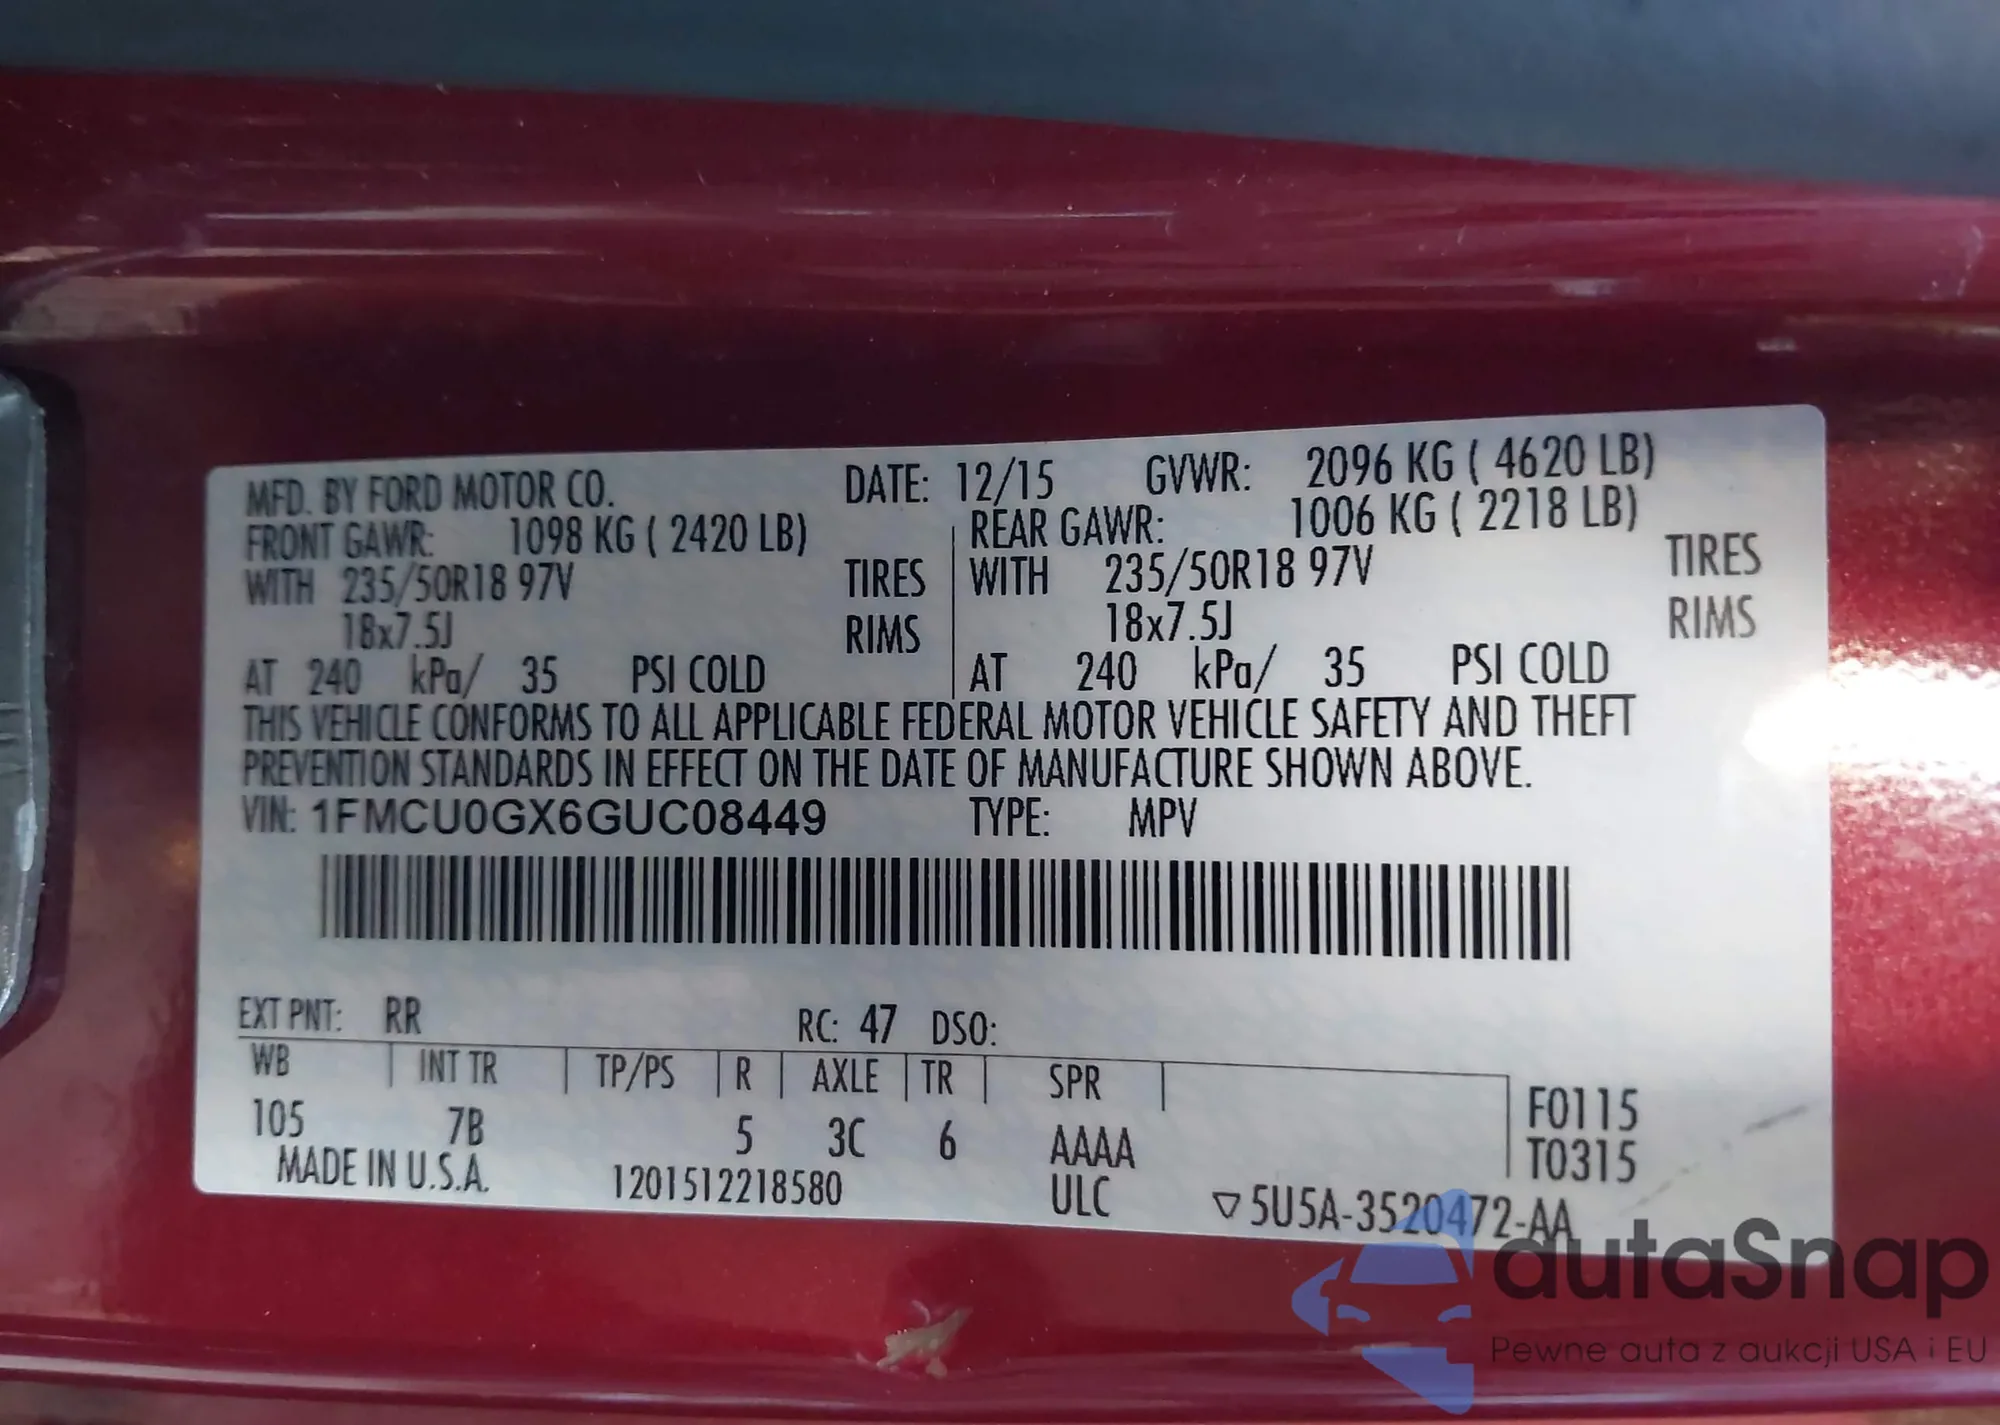 MFD. BY FORD MOTOR CO. DATE: 12/15 GVWR: 2096 KG ( 4620 LB)
FRONT GAWR: 1098 KG ( 2420 LB) REAR GAWR: 1006 KG ( 2218 LB)
WITH 235/50R18 97V TIRES WITH 235/50R18 97V TIRES
18x7.5J RIMS 18x7.5J RIMS
AT 240 kPa/ 35 PSI COLD AT 240 kPa/ 35 PSI COLD
THIS VEHICLE CONFORMS TO ALL APPLICABLE FEDERAL MOTOR VEHICLE SAFETY AND THEFT
PREVENTION STANDARDS IN EFFECT ON THE DATE OF MANUFACTURE SHOWN ABOVE.
VIN: 1FMCU0GX6GUC08449 TYPE: MPV
EXT PNT: RR RC: 47 DSO:
WB INT TR TP/PS R AXLE TR SPR
105 7B 5 3C 6 AAAA F0115
T0315
MADE IN U.S.A. 1201512218580 ULC ▽5U5A-3520472-AA
autaSnap
Pewne auta z aukcji USA i EU